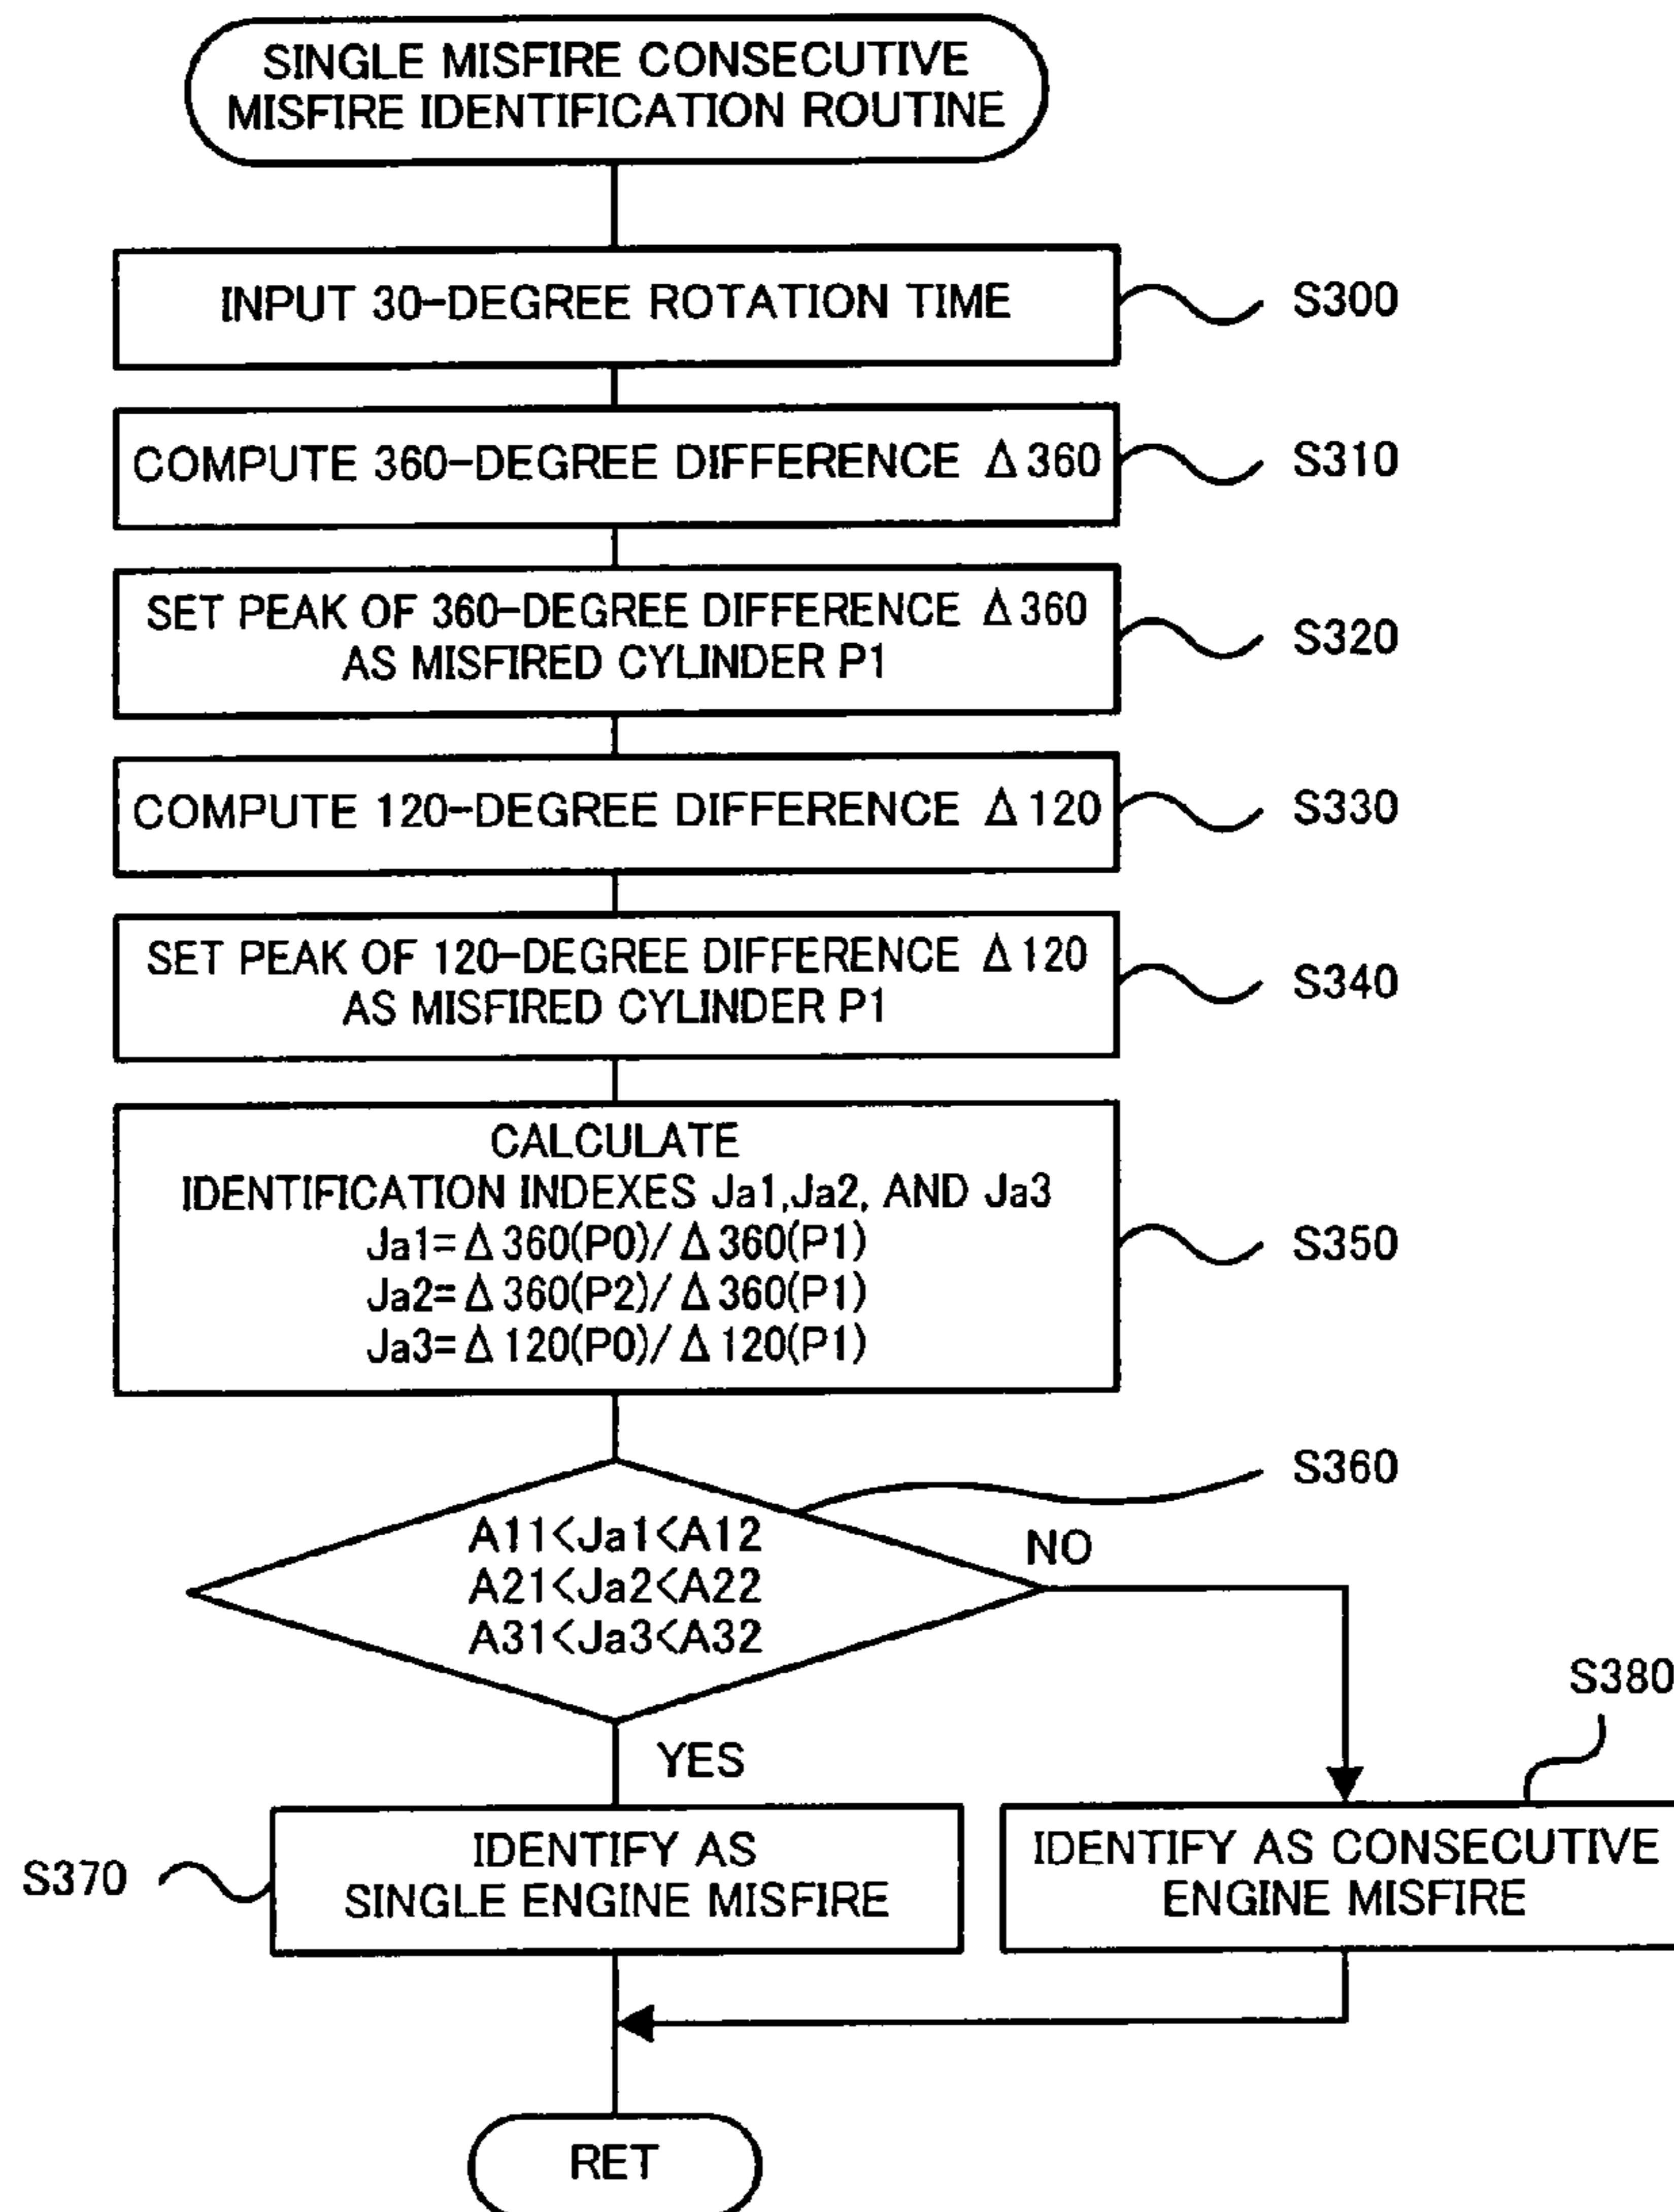 SINGLE MISFIRE CONSECUTIVE
MISFIRE IDENTIFICATION ROUTINE
INPUT 30-DEGREE ROTATION TIME
S300
COMPUTE 360-DEGREE DIFFERENCE Δ360
S310
SET PEAK OF 360-DEGREE DIFFERENCE Δ360
AS MISFIRED CYLINDER P1
S320
COMPUTE 120-DEGREE DIFFERENCE Δ120
S330
SET PEAK OF 120-DEGREE DIFFERENCE Δ120
AS MISFIRED CYLINDER P1
S340
CALCULATE
IDENTIFICATION INDEXES Ja1,Ja2, AND Ja3
Ja1=Δ360(P0)/Δ360(P1)
Ja2=Δ360(P2)/Δ360(P1)
Ja3=Δ120(P0)/Δ120(P1)
S350
S360
A11<Ja1<A12
A21<Ja2<A22
A31<Ja3<A32
NO
YES
S380
S370
IDENTIFY AS
SINGLE ENGINE MISFIRE
IDENTIFY AS CONSECUTIVE
ENGINE MISFIRE
RET